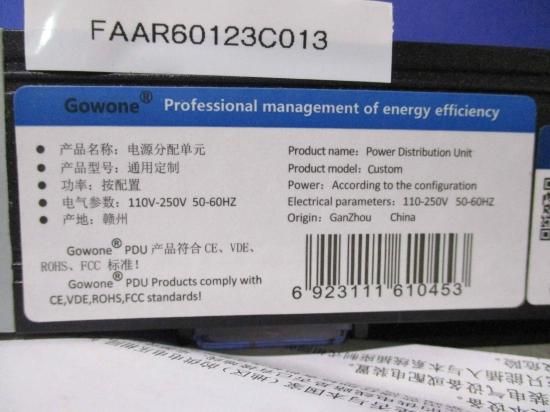 FAAR60123C013
Gowone® Professional management of energy efficiency
● 产品名称：电源分配单元
● 产品型号：通用定制
● 功率：按配置
● 电气参数：110V-250V 50-60HZ
● 产地：赣州
Gowone® PDU 产品符合 CE、VDE、
ROHS、FCC 标准！
Gowone® PDU Products comply with
CE,VDE,ROHS,FCC standards!
Product name: Power Distribution Unit
Product model: Custom
Power: According to the configuration
Electrical parameters: 110-250V 50-60HZ
Origin: GanZhou China
6 923111 610453